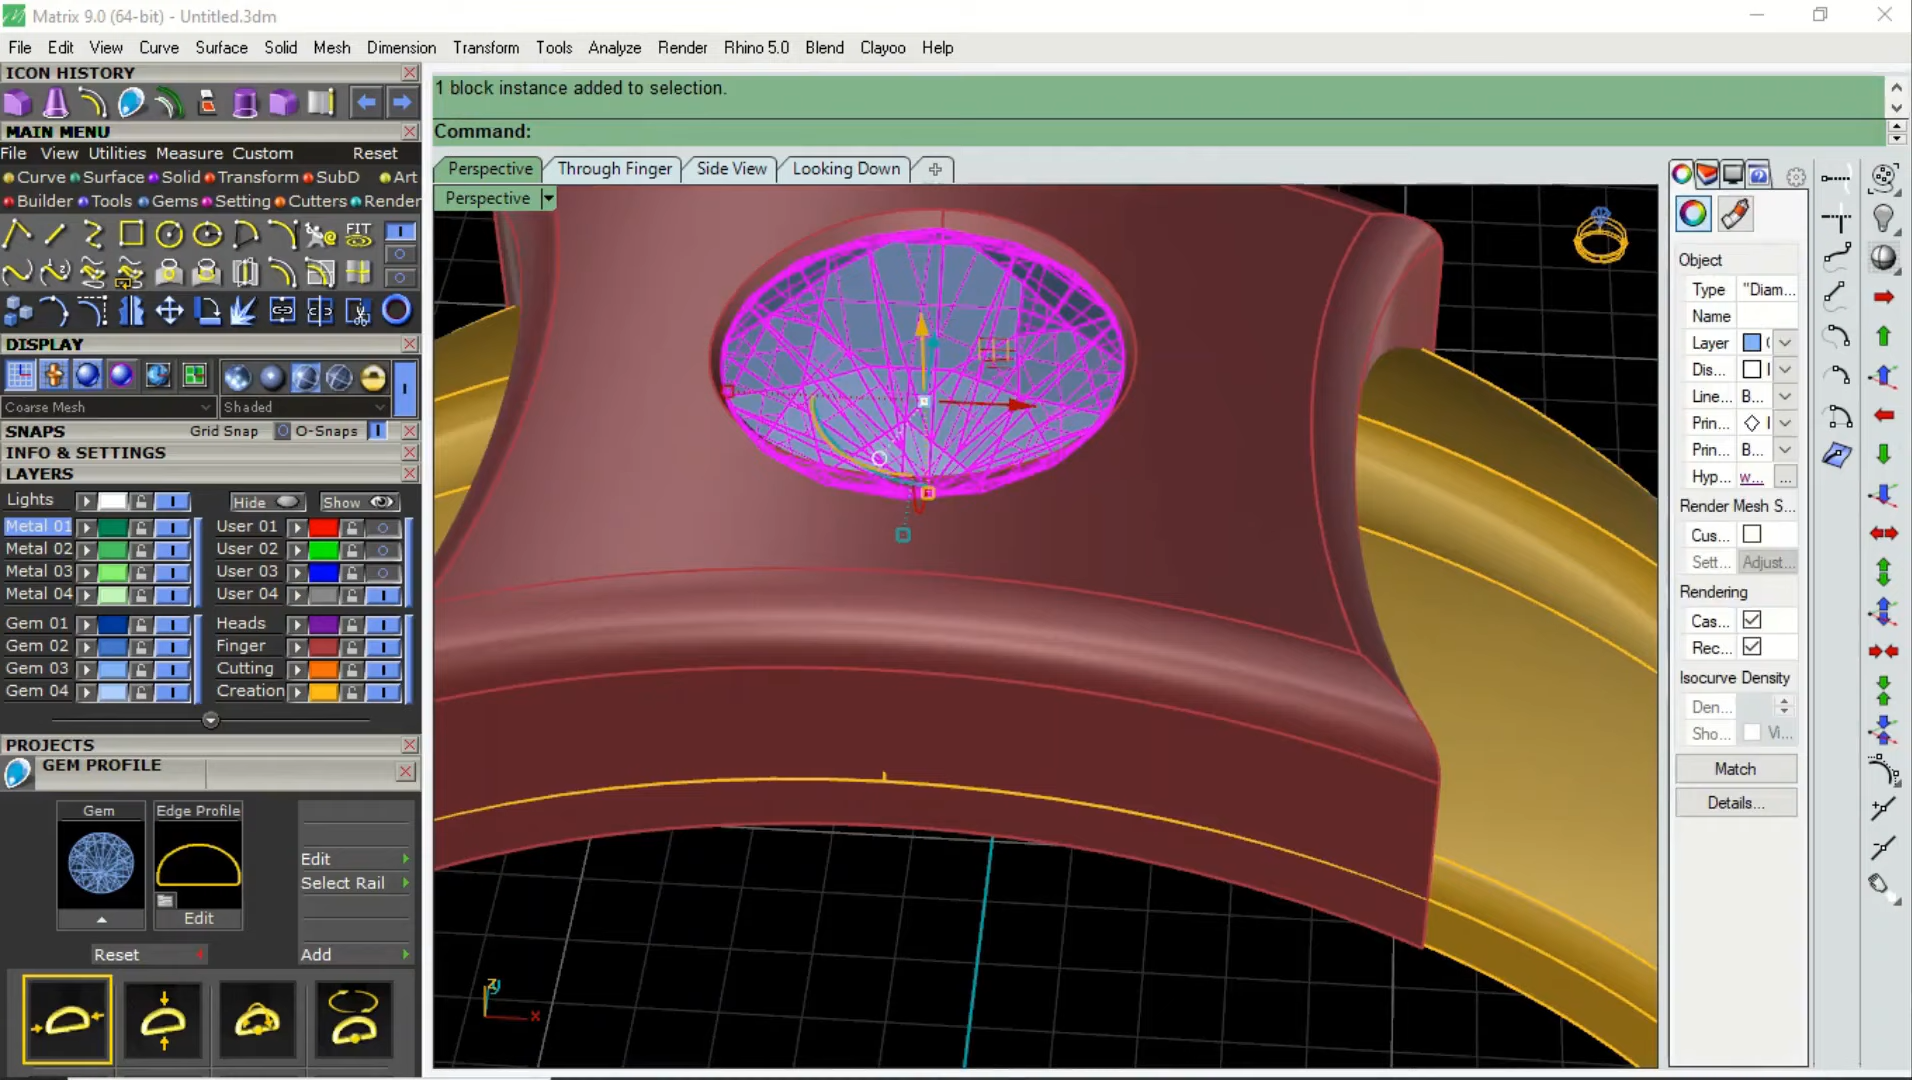 Matrix 9.0 (64-bit) - Untitled.3dm
File Edit View Curve Surface Solid Mesh Dimension Transform Tools Analyze Render Rhino 5.0 Blend Clayoo Help
ICON HISTORY
1 block instance added to selection.
Command:
MAIN MENU
File View Utilities Measure Custom Reset
Curve Surface Solid Transform SubD Art
Builder Tools Gems Setting Cutters Render
FIT
Perspective Through Finger Side View Looking Down
Perspective
DISPLAY
Coarse Mesh Shaded
SNAPS Grid Snap O-Snaps
INFO & SETTINGS
LAYERS
Lights Hide Show
Metal 01 User 01
Metal 02 User 02
Metal 03 User 03
Metal 04 User 04
Gem 01 Heads
Gem 02 Finger
Gem 03 Cutting
Gem 04 Creation
PROJECTS
GEM PROFILE
Gem Edge Profile
Edit
Select Rail
Edit
Reset Add
Object
Type "Diam...
Name
Layer
Dis...
Line... B...
Prin...
Prin... B...
Hyp... w... ...
Render Mesh S...
Cus...
Sett... Adjust...
Rendering
Cas...
Rec...
Isocurve Density
Den...
Sho... Vi...
Match
Details...
z y
x